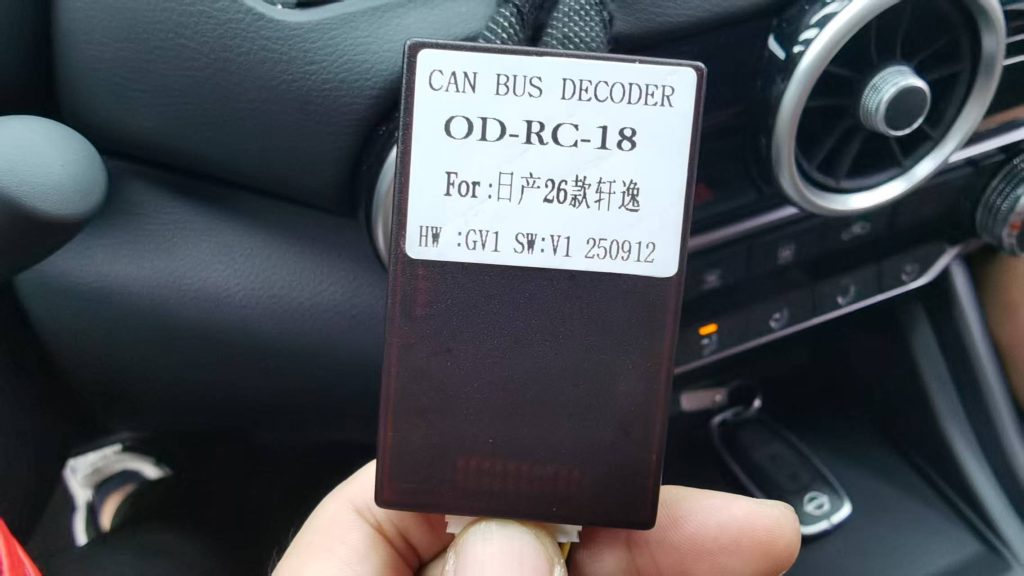 CAN BUS DECODER
OD-RC-18
For:日产26款轩逸
HW :GV1 SW:V1 250912